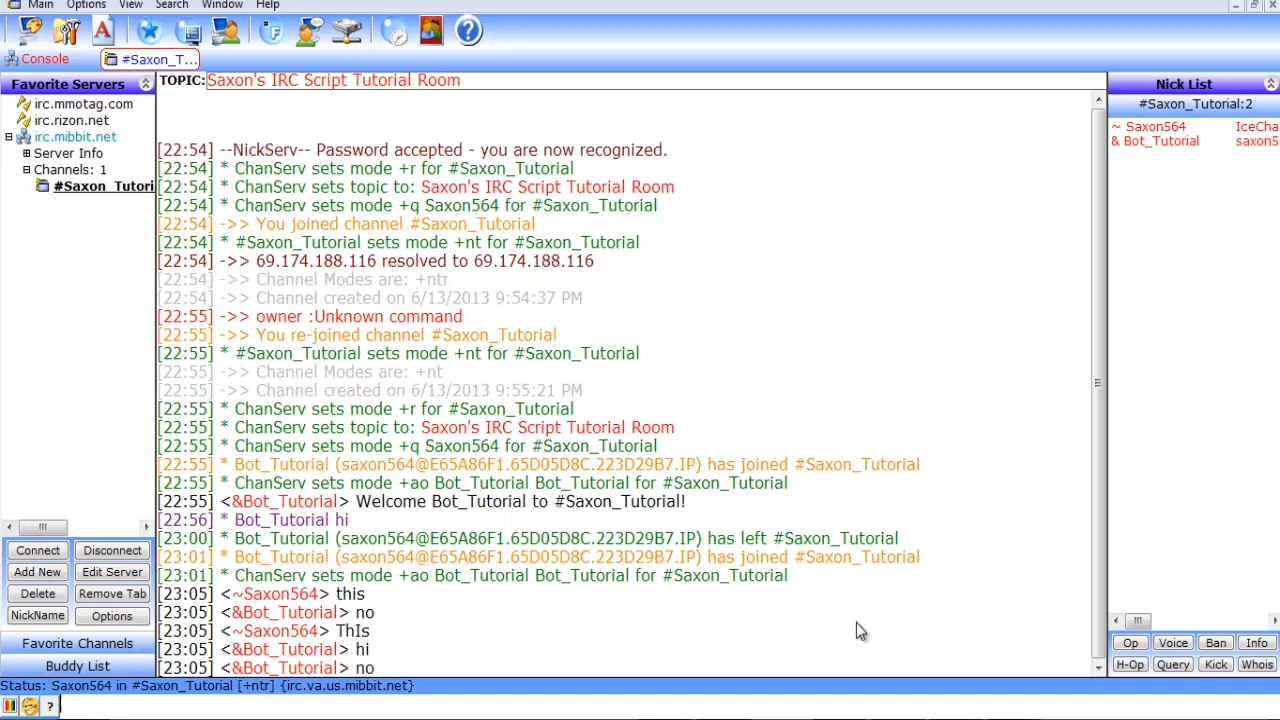 Main Options View Search Window Help
Console #Saxon_T...
Favorite Servers
irc.mmotag.com
irc.rizon.net
irc.mibbit.net
Server Info
Channels: 1
#Saxon_Tutori
Connect Disconnect
Add New Edit Server
Delete Remove Tab
NickName Options
Favorite Channels
Buddy List
TOPIC: Saxon's IRC Script Tutorial Room
[22:54] --NickServ-- Password accepted - you are now recognized.
[22:54] * ChanServ sets mode +r for #Saxon_Tutorial
[22:54] * ChanServ sets topic to: Saxon's IRC Script Tutorial Room
[22:54] * ChanServ sets mode +q Saxon564 for #Saxon_Tutorial
[22:54] ->> You joined channel #Saxon_Tutorial
[22:54] * #Saxon_Tutorial sets mode +nt for #Saxon_Tutorial
[22:54] ->> 69.174.188.116 resolved to 69.174.188.116
[22:54] ->> Channel Modes are: +ntr
[22:54] ->> Channel created on 6/13/2013 9:54:37 PM
[22:55] ->> owner :Unknown command
[22:55] ->> You re-joined channel #Saxon_Tutorial
[22:55] * #Saxon_Tutorial sets mode +nt for #Saxon_Tutorial
[22:55] ->> Channel Modes are: +nt
[22:55] ->> Channel created on 6/13/2013 9:55:21 PM
[22:55] * ChanServ sets mode +r for #Saxon_Tutorial
[22:55] * ChanServ sets topic to: Saxon's IRC Script Tutorial Room
[22:55] * ChanServ sets mode +q Saxon564 for #Saxon_Tutorial
[22:55] * Bot_Tutorial (saxon564@E65A86F1.65D05D8C.223D29B7.IP) has joined #Saxon_Tutorial
[22:55] * ChanServ sets mode +ao Bot_Tutorial Bot_Tutorial for #Saxon_Tutorial
[22:55] <&Bot_Tutorial> Welcome Bot_Tutorial to #Saxon_Tutorial!
[22:56] * Bot_Tutorial hi
[23:00] * Bot_Tutorial (saxon564@E65A86F1.65D05D8C.223D29B7.IP) has left #Saxon_Tutorial
[23:01] * Bot_Tutorial (saxon564@E65A86F1.65D05D8C.223D29B7.IP) has joined #Saxon_Tutorial
[23:01] * ChanServ sets mode +ao Bot_Tutorial Bot_Tutorial for #Saxon_Tutorial
[23:05] <~Saxon564> this
[23:05] <&Bot_Tutorial> no
[23:05] <~Saxon564> ThIs
[23:05] <&Bot_Tutorial> hi
[23:05] <&Bot_Tutorial> no
Nick List
#Saxon_Tutorial:2
~ Saxon564 IceCha
& Bot_Tutorial saxon5
Op Voice Ban Info
H-Op Query Kick Whois
Status: Saxon564 in #Saxon_Tutorial [+ntr] {irc.va.us.mibbit.net}
?